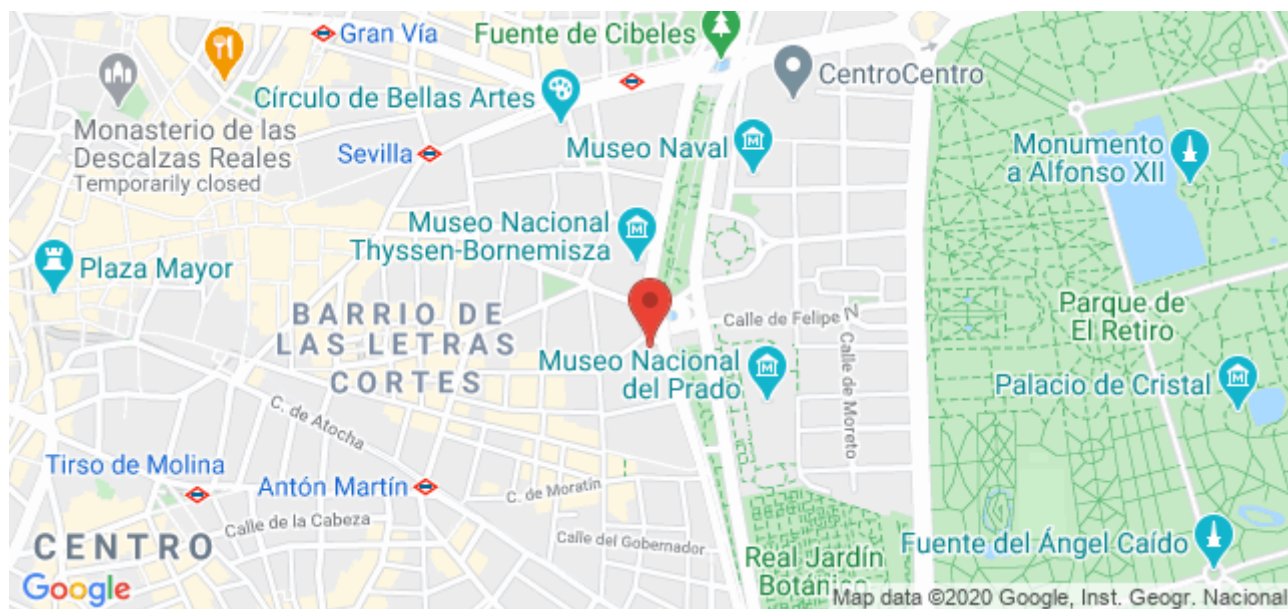 Gran Vía
Fuente de Cibeles
CentroCentro
Círculo de Bellas Artes
Monasterio de las
Descalzas Reales
Temporarily closed
Sevilla
Museo Naval
Monumento
a Alfonso XII
Museo Nacional
Thyssen-Bornemisza
Plaza Mayor
BARRIO DE
LAS LETRAS
CORTES
Calle de Felipe N
Calle de Moreto
Parque de
El Retiro
Museo Nacional
del Prado
Palacio de Cristal
C. de Atocha
Tirso de Molina
Antón Martín
C. de Moratín
Calle de la Cabeza
Calle del Gobernador
CENTRO
Real Jardín
Botánico
Fuente del Ángel Caído
Google
Map data ©2020 Google, Inst. Geogr. Nacional